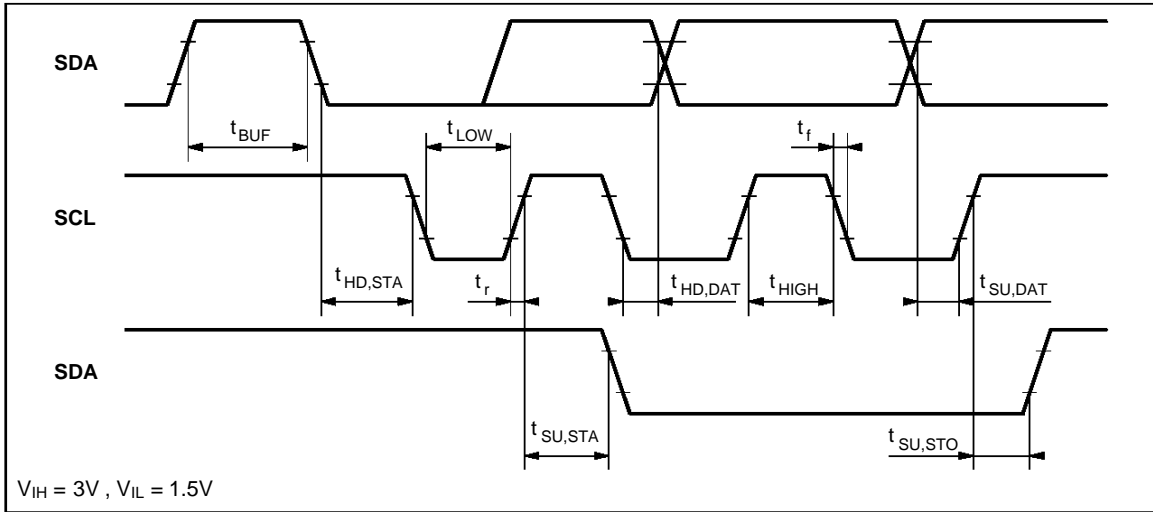 SDA
tBUF
tLOW
tf
SCL
tHD,STA
tr
tHD,DAT
tHIGH
tSU,DAT
SDA
tSU,STA
tSU,STO
VIH = 3V , VIL = 1.5V